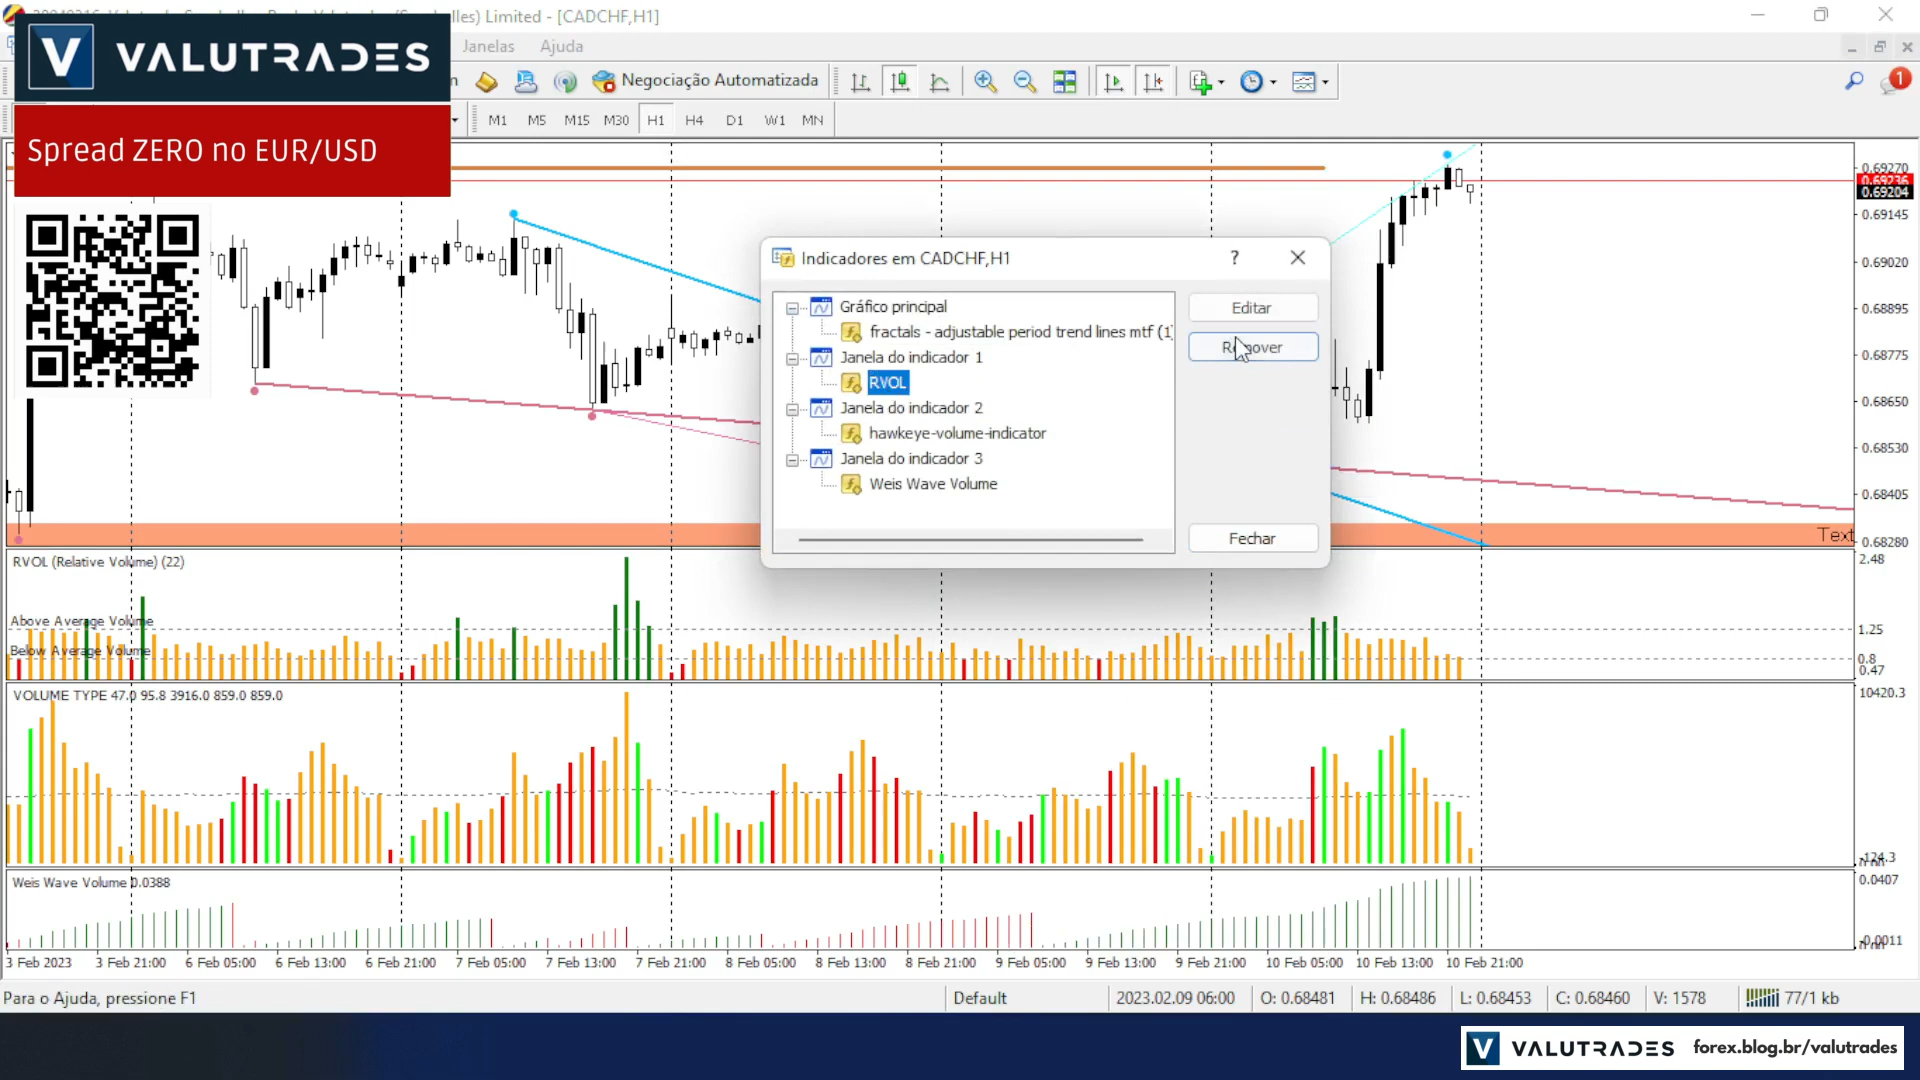 Limited - [CADCHF,H1]
VALUTRADES
Janelas
Ajuda
Negociação Automatizada
1
M1
M5
M15
M30
H1
H4
D1
W1
MN
Spread ZERO no EUR/USD
0.69270
0.69236
0.69204
0.69145
0.69020
0.68895
0.68775
0.68650
0.68530
0.68405
0.68280
Text
Indicadores em CADCHF,H1
?
Gráfico principal
fractals - adjustable period trend lines mtf (1)
Janela do indicador 1
RVOL
Janela do indicador 2
hawkeye-volume-indicator
Janela do indicador 3
Weis Wave Volume
Editar
Remover
Fechar
RVOL (Relative Volume) (22)
Above Average Volume
Below Average Volume
2.48
1.25
0.8
0.47
VOLUME TYPE 47.0 95.8 3916.0 859.0 859.0
10420.3
Weis Wave Volume 0.0388
0.0407
3 Feb 2023
3 Feb 21:00
6 Feb 05:00
6 Feb 13:00
6 Feb 21:00
7 Feb 05:00
7 Feb 13:00
7 Feb 21:00
8 Feb 05:00
8 Feb 13:00
8 Feb 21:00
9 Feb 05:00
9 Feb 13:00
9 Feb 21:00
10 Feb 05:00
10 Feb 13:00
10 Feb 21:00
Para o Ajuda, pressione F1
Default
2023.02.09 06:00
O: 0.68481
H: 0.68486
L: 0.68453
C: 0.68460
V: 1578
77/1 kb
VALUTRADES
forex.blog.br/valutrades